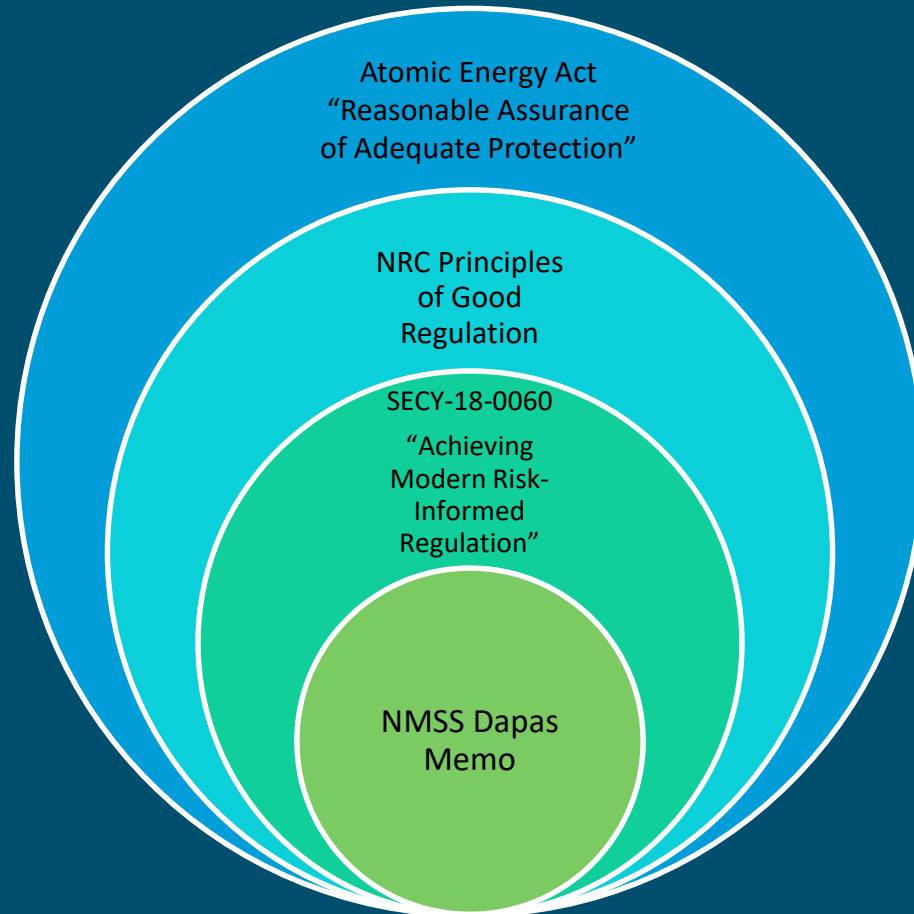 Atomic Energy Act
“Reasonable Assurance
of Adequate Protection”
NRC Principles
of Good
Regulation
SECY-18-0060
“Achieving
Modern Risk-
Informed
Regulation”
NMSS Dapas
Memo